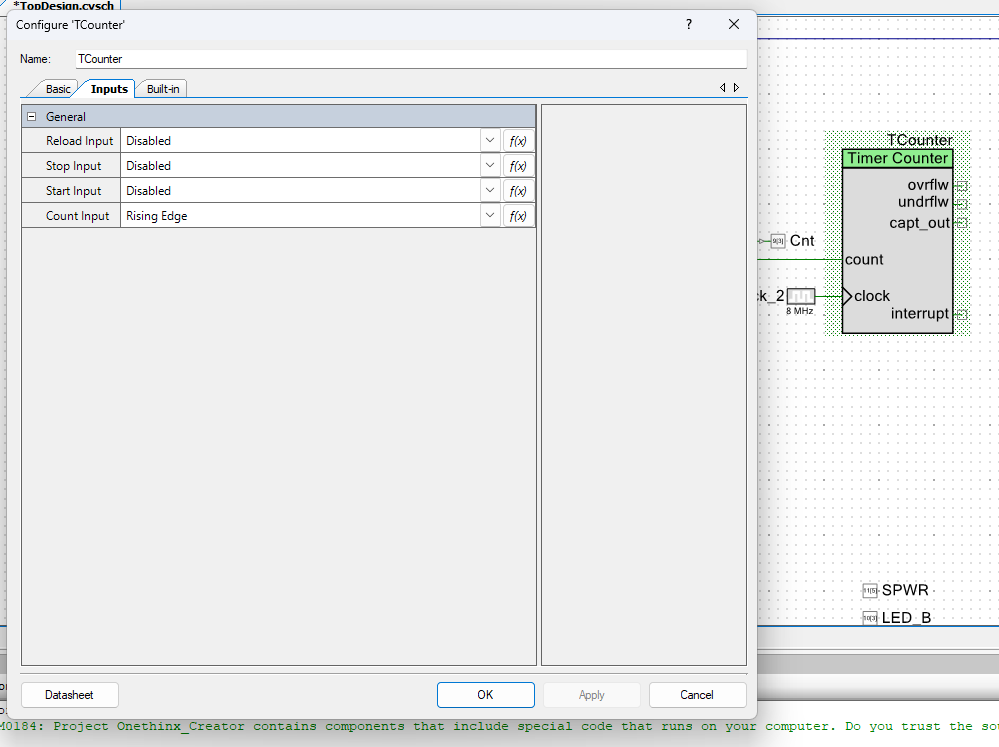 *TopDesign.cysch
Configure 'TCounter'
?
Name: TCounter
Basic Inputs Built-in
General
Reload Input Disabled f(x)
Stop Input Disabled f(x)
Start Input Disabled f(x)
Count Input Rising Edge f(x)
TCounter
Timer Counter
ovrflw
undrflw
capt_out
9[3] Cnt
count
ck_2 clock
8 MHz
interrupt
11[5] SPWR
10[3] LED_B
Datasheet OK Apply Cancel
M0184: Project Onethinx_Creator contains components that include special code that runs on your computer. Do you trust the sou